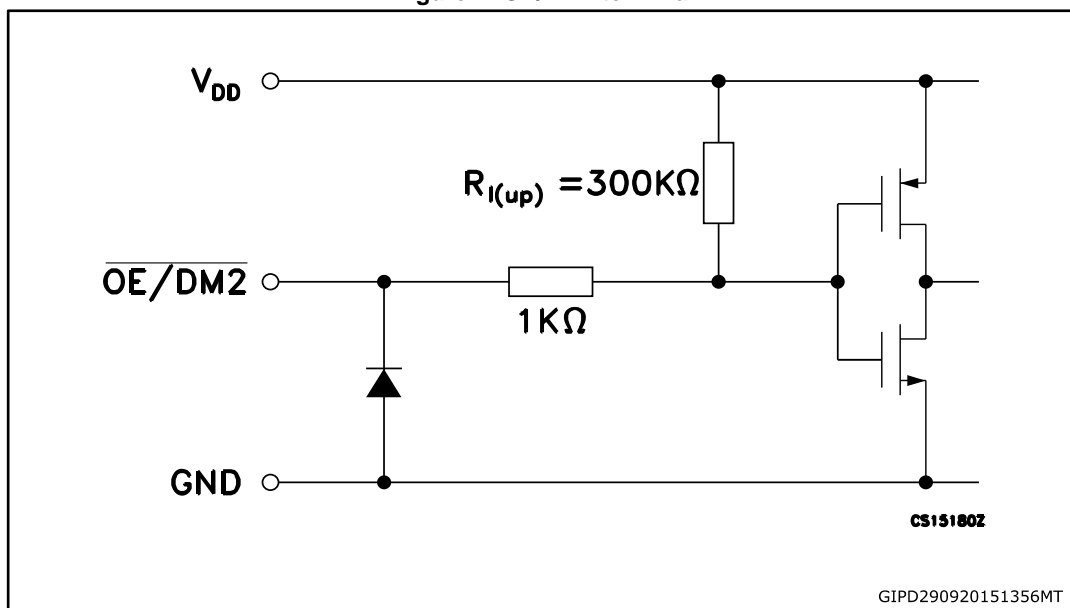 V_DD
R_I(up) =300KΩ
OE/DM2
1KΩ
GND
CS15180Z
GIPD290920151356MT